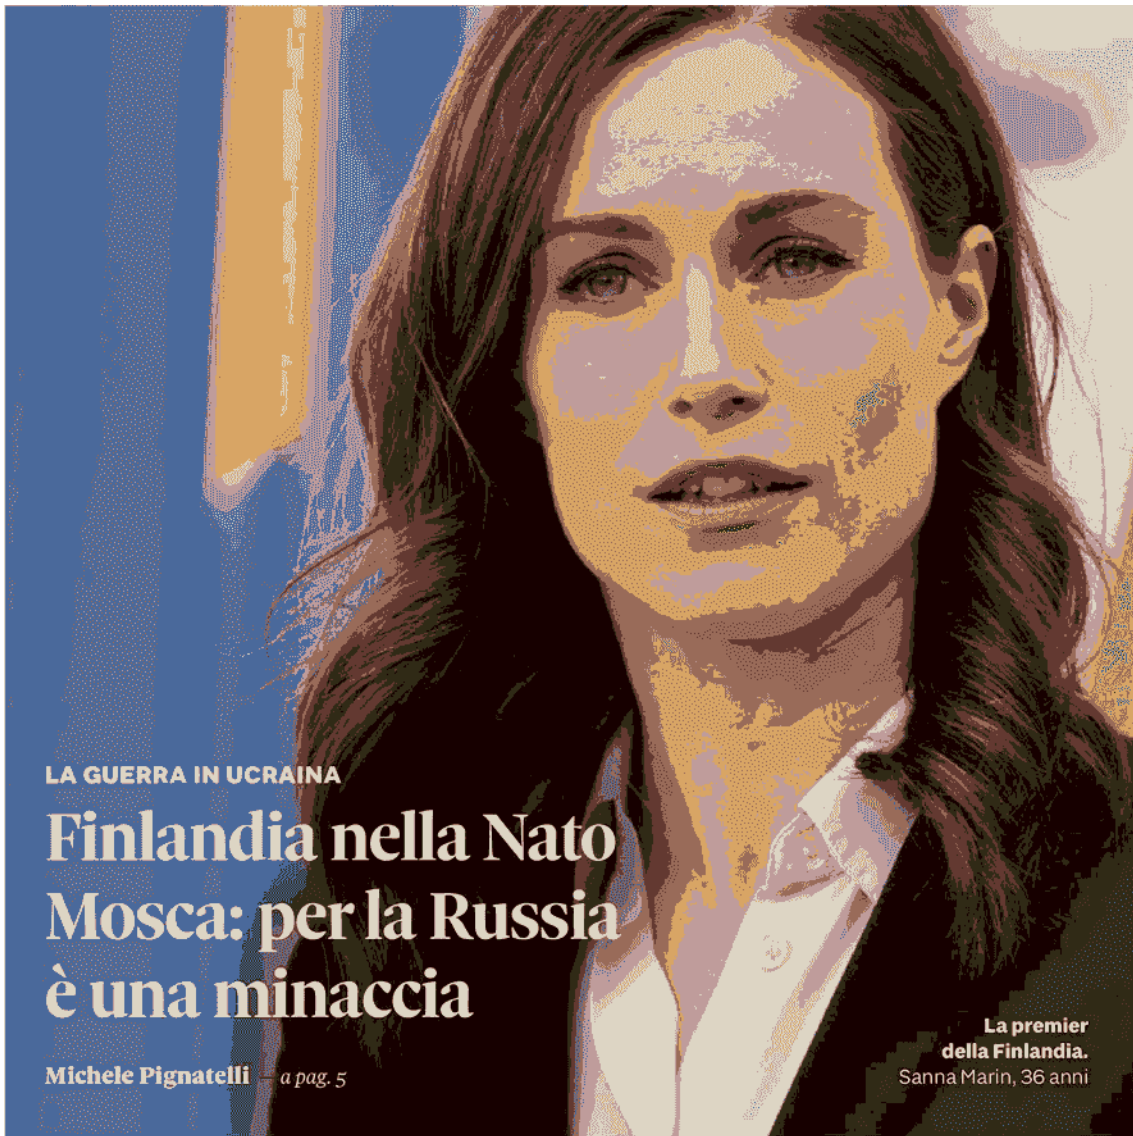 LA GUERRA IN UCRAINA
Finlandia nella Nato
Mosca: per la Russia
è una minaccia
Michele Pignatelli — a pag. 5
La premier
della Finlandia.
Sanna Marin, 36 anni